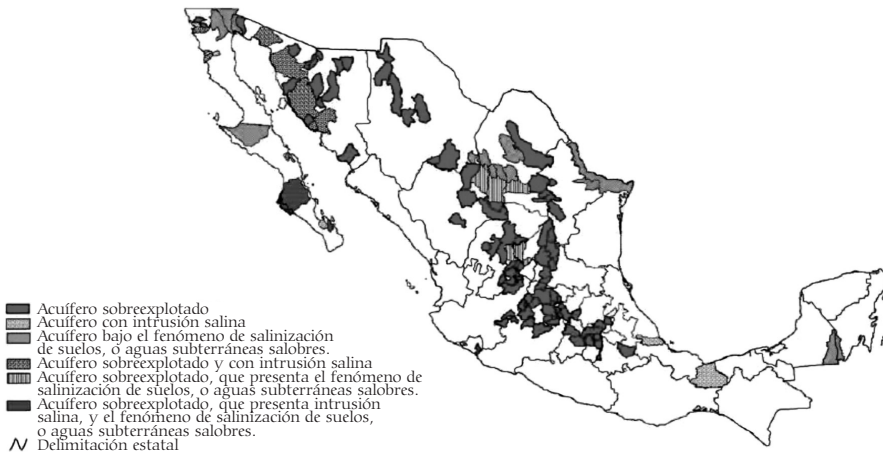 Acuífero sobreexplotado
Acuífero con intrusión salina
Acuífero bajo el fenómeno de salinización
de suelos, o aguas subterráneas salobres.
Acuífero sobreexplotado y con intrusión salina
Acuífero sobreexplotado, que presenta el fenómeno de
salinización de suelos, o aguas subterráneas salobres.
Acuífero sobreexplotado, que presenta intrusión
salina, y el fenómeno de salinización de suelos,
o aguas subterráneas salobres.
Delimitación estatal